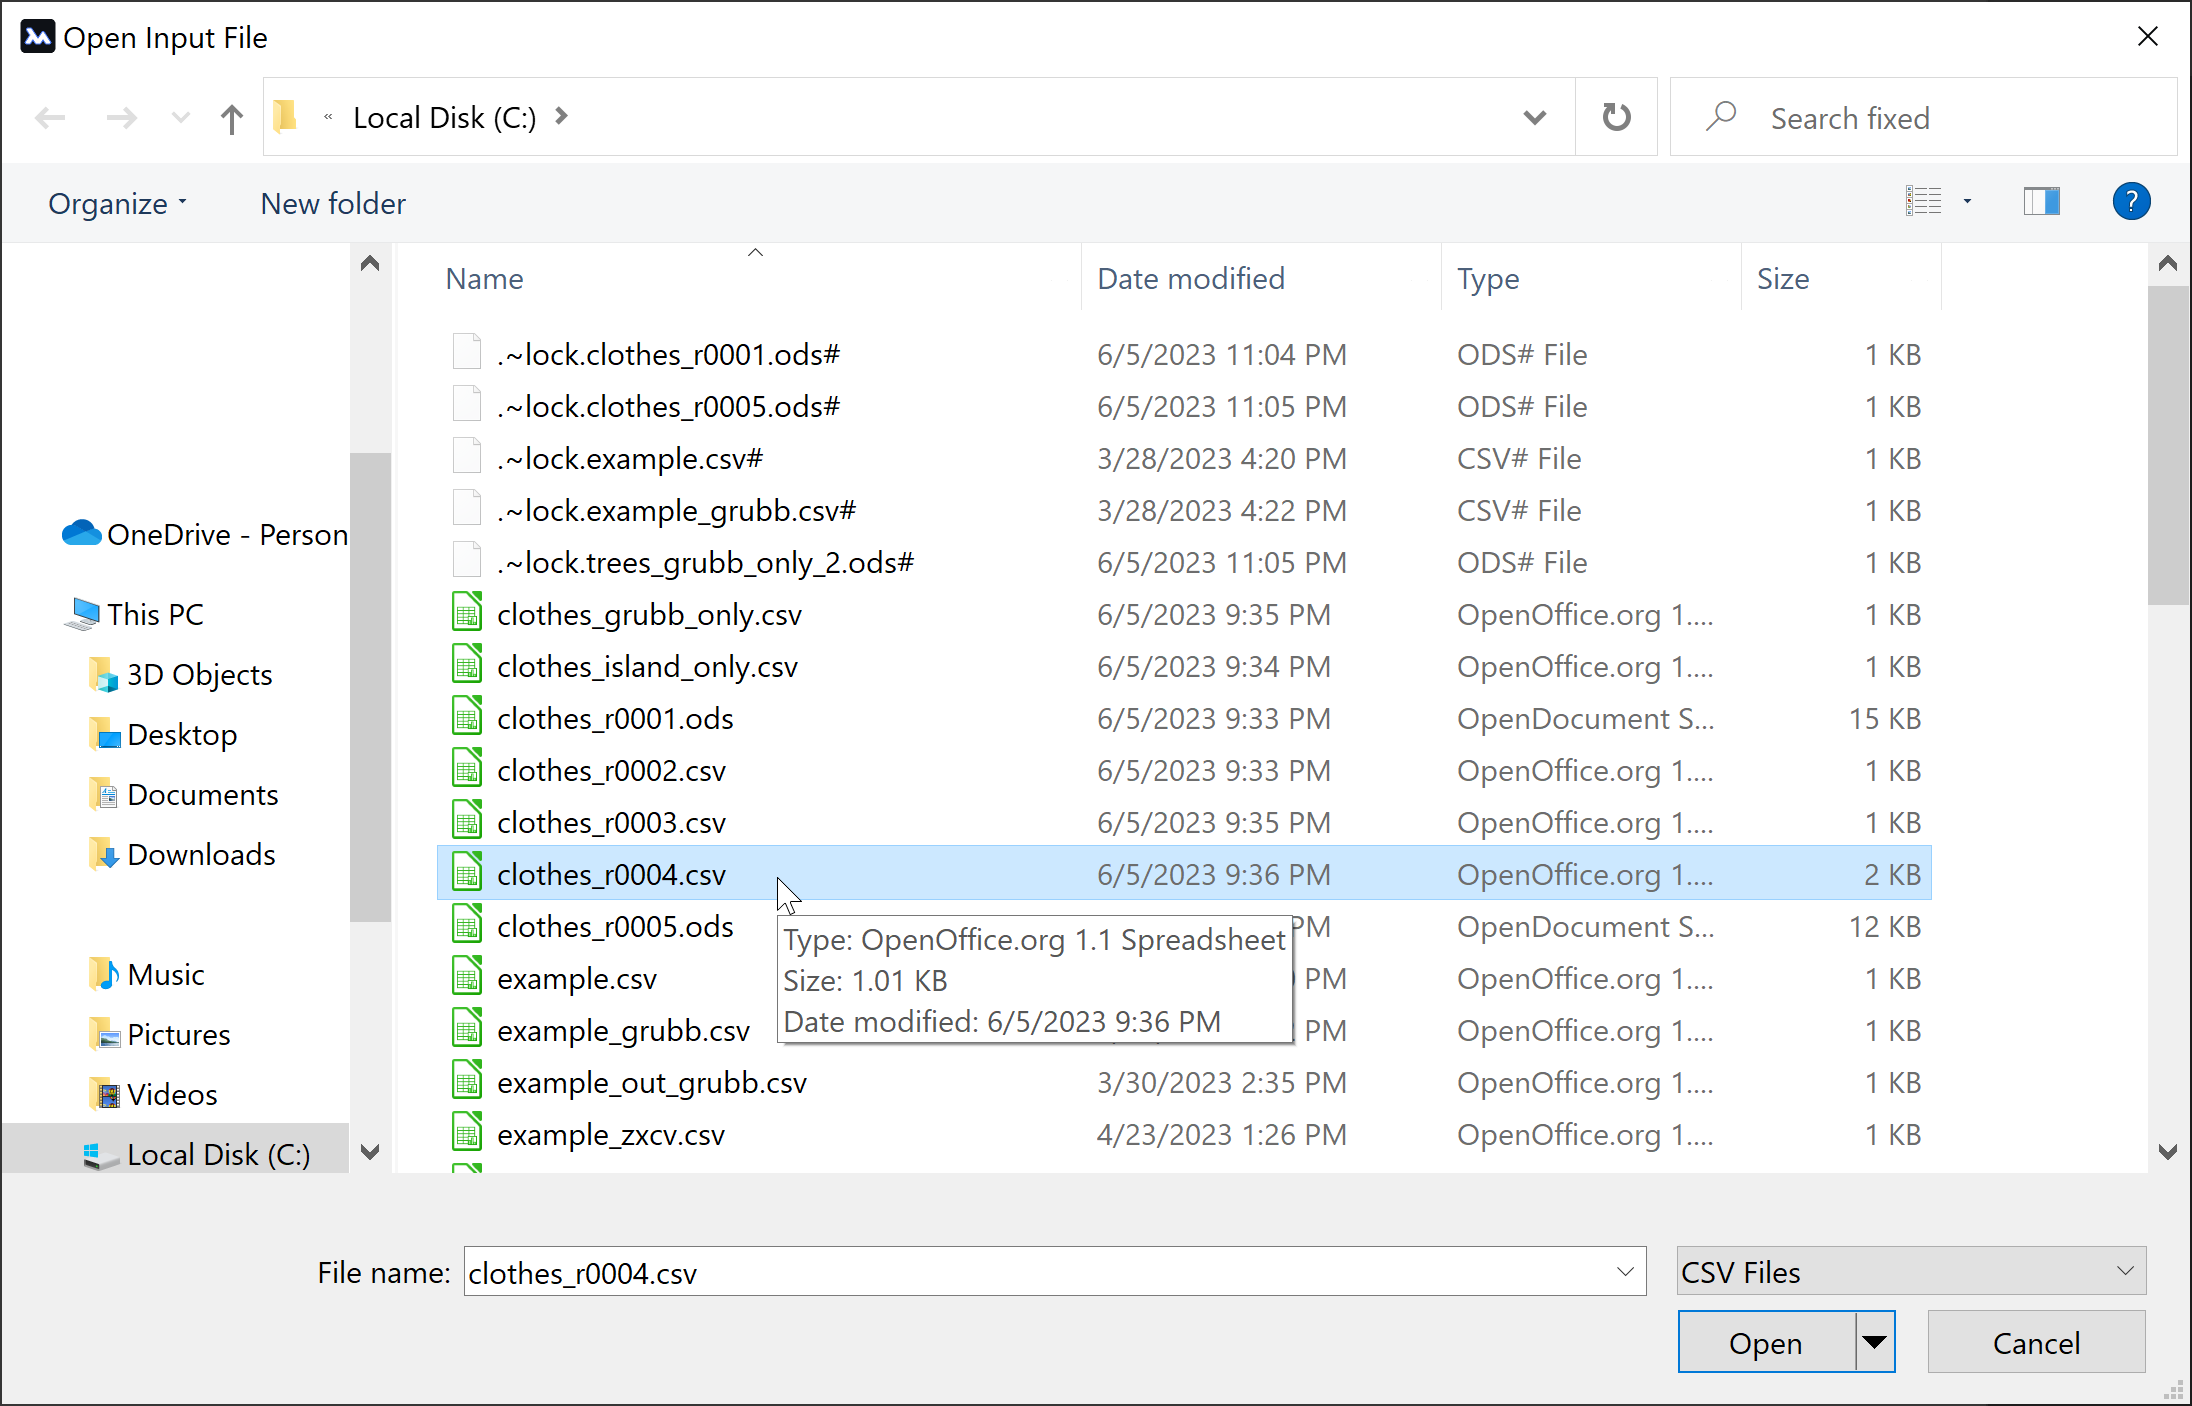 Open Input File
« Local Disk (C:)
Search fixed
Organize
New folder
?
Name Date modified Type Size
.~lock.clothes_r0001.ods# 6/5/2023 11:04 PM ODS# File 1 KB
.~lock.clothes_r0005.ods# 6/5/2023 11:05 PM ODS# File 1 KB
.~lock.example.csv# 3/28/2023 4:20 PM CSV# File 1 KB
.~lock.example_grubb.csv# 3/28/2023 4:22 PM CSV# File 1 KB
.~lock.trees_grubb_only_2.ods# 6/5/2023 11:05 PM ODS# File 1 KB
clothes_grubb_only.csv 6/5/2023 9:35 PM OpenOffice.org 1.... 1 KB
clothes_island_only.csv 6/5/2023 9:34 PM OpenOffice.org 1.... 1 KB
clothes_r0001.ods 6/5/2023 9:33 PM OpenDocument S... 15 KB
clothes_r0002.csv 6/5/2023 9:33 PM OpenOffice.org 1.... 1 KB
clothes_r0003.csv 6/5/2023 9:35 PM OpenOffice.org 1.... 1 KB
clothes_r0004.csv 6/5/2023 9:36 PM OpenOffice.org 1.... 2 KB
clothes_r0005.ods PM OpenDocument S... 12 KB
example.csv PM OpenOffice.org 1.... 1 KB
example_grubb.csv PM OpenOffice.org 1.... 1 KB
example_out_grubb.csv 3/30/2023 2:35 PM OpenOffice.org 1.... 1 KB
example_zxcv.csv 4/23/2023 1:26 PM OpenOffice.org 1.... 1 KB
Type: OpenOffice.org 1.1 Spreadsheet
Size: 1.01 KB
Date modified: 6/5/2023 9:36 PM
OneDrive - Person
This PC
3D Objects
Desktop
Documents
Downloads
Music
Pictures
Videos
Local Disk (C:)
File name: clothes_r0004.csv
CSV Files
Open
Cancel